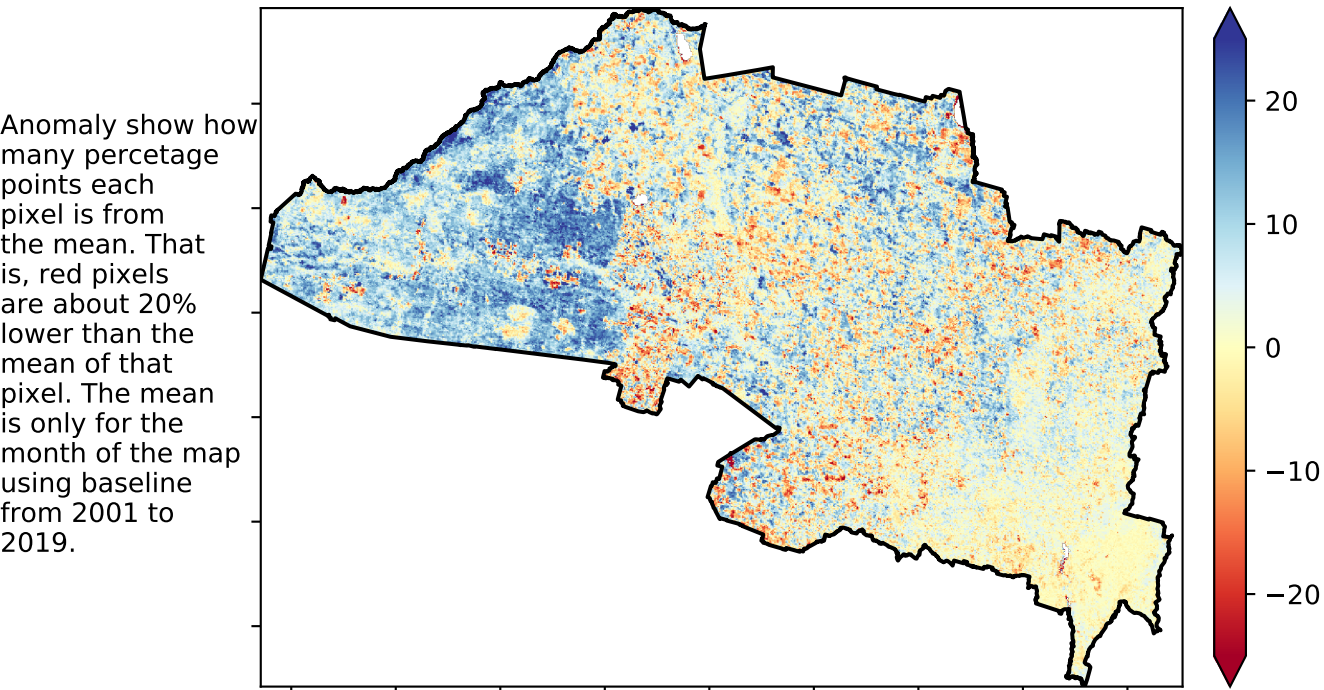 Anomaly show how
many percetage
points each
pixel is from
the mean. That
is, red pixels
are about 20%
lower than the
mean of that
pixel. The mean
is only for the
month of the map
using baseline
from 2001 to
2019.
20
10
0
−10
−20